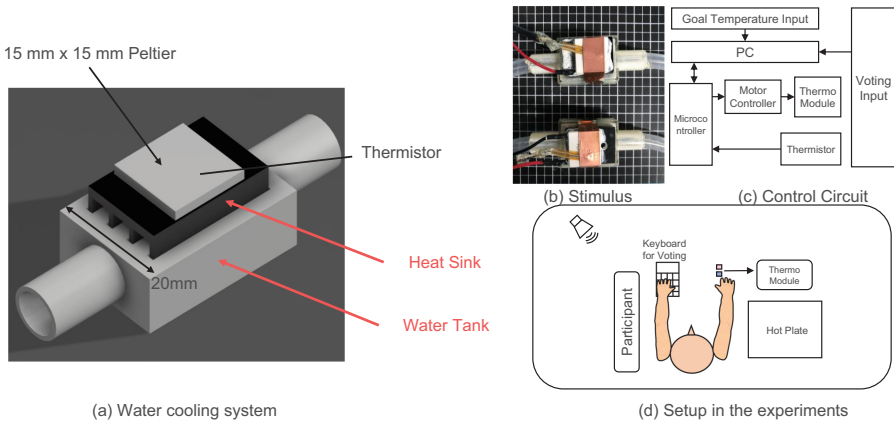 15 mm x 15 mm Peltier
Thermistor
Heat Sink
20mm
Water Tank
(a) Water cooling system
(b) Stimulus
Goal Temperature Input
PC
Voting
Input
Microco
ntroller
Motor
Controller
Thermo
Module
Thermistor
(c) Control Circuit
Keyboard
for Voting
Thermo
Module
Participant
Hot Plate
(d) Setup in the experiments